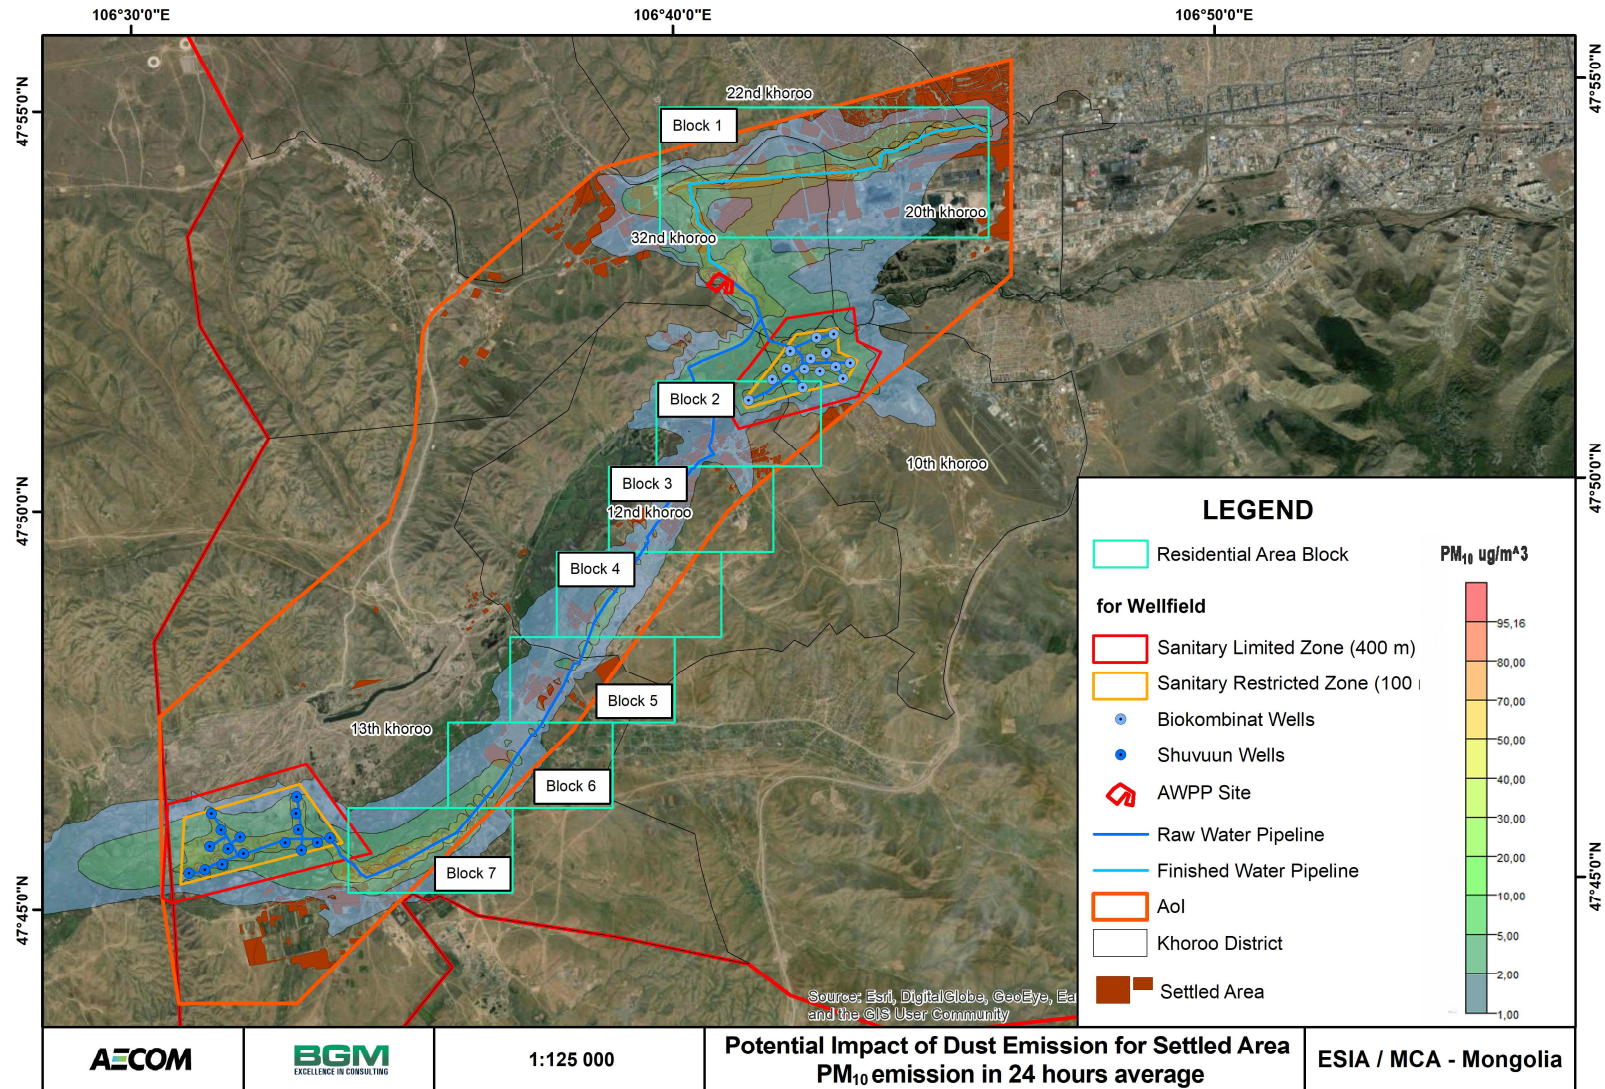 106°30'0"E
106°40'0"E
106°50'0"E
47°55'0"N
47°50'0"N
47°45'0"N
47°55'0"N
47°50'0"N
47°45'0"N
22nd khoroo
Block 1
20th khoroo
32nd khoroo
Block 2
10th khoroo
Block 3
12nd khoroo
Block 4
Block 5
13th khoroo
Block 6
Block 7
Source: Esri, DigitalGlobe, GeoEye, Ea
and the GIS User Community
LEGEND
Residential Area Block
for Wellfield
Sanitary Limited Zone (400 m)
Sanitary Restricted Zone (100
Biokombinat Wells
Shuvuun Wells
AWPP Site
Raw Water Pipeline
Finished Water Pipeline
AoI
Khoroo District
Settled Area
PM10 ug/m^3
95,16
80,00
70,00
50,00
40,00
30,00
20,00
10,00
5,00
2,00
1,00
AECOM
BGM
EXCELLENCE IN CONSULTING
1:125 000
Potential Impact of Dust Emission for Settled Area
PM10 emission in 24 hours average
ESIA / MCA - Mongolia